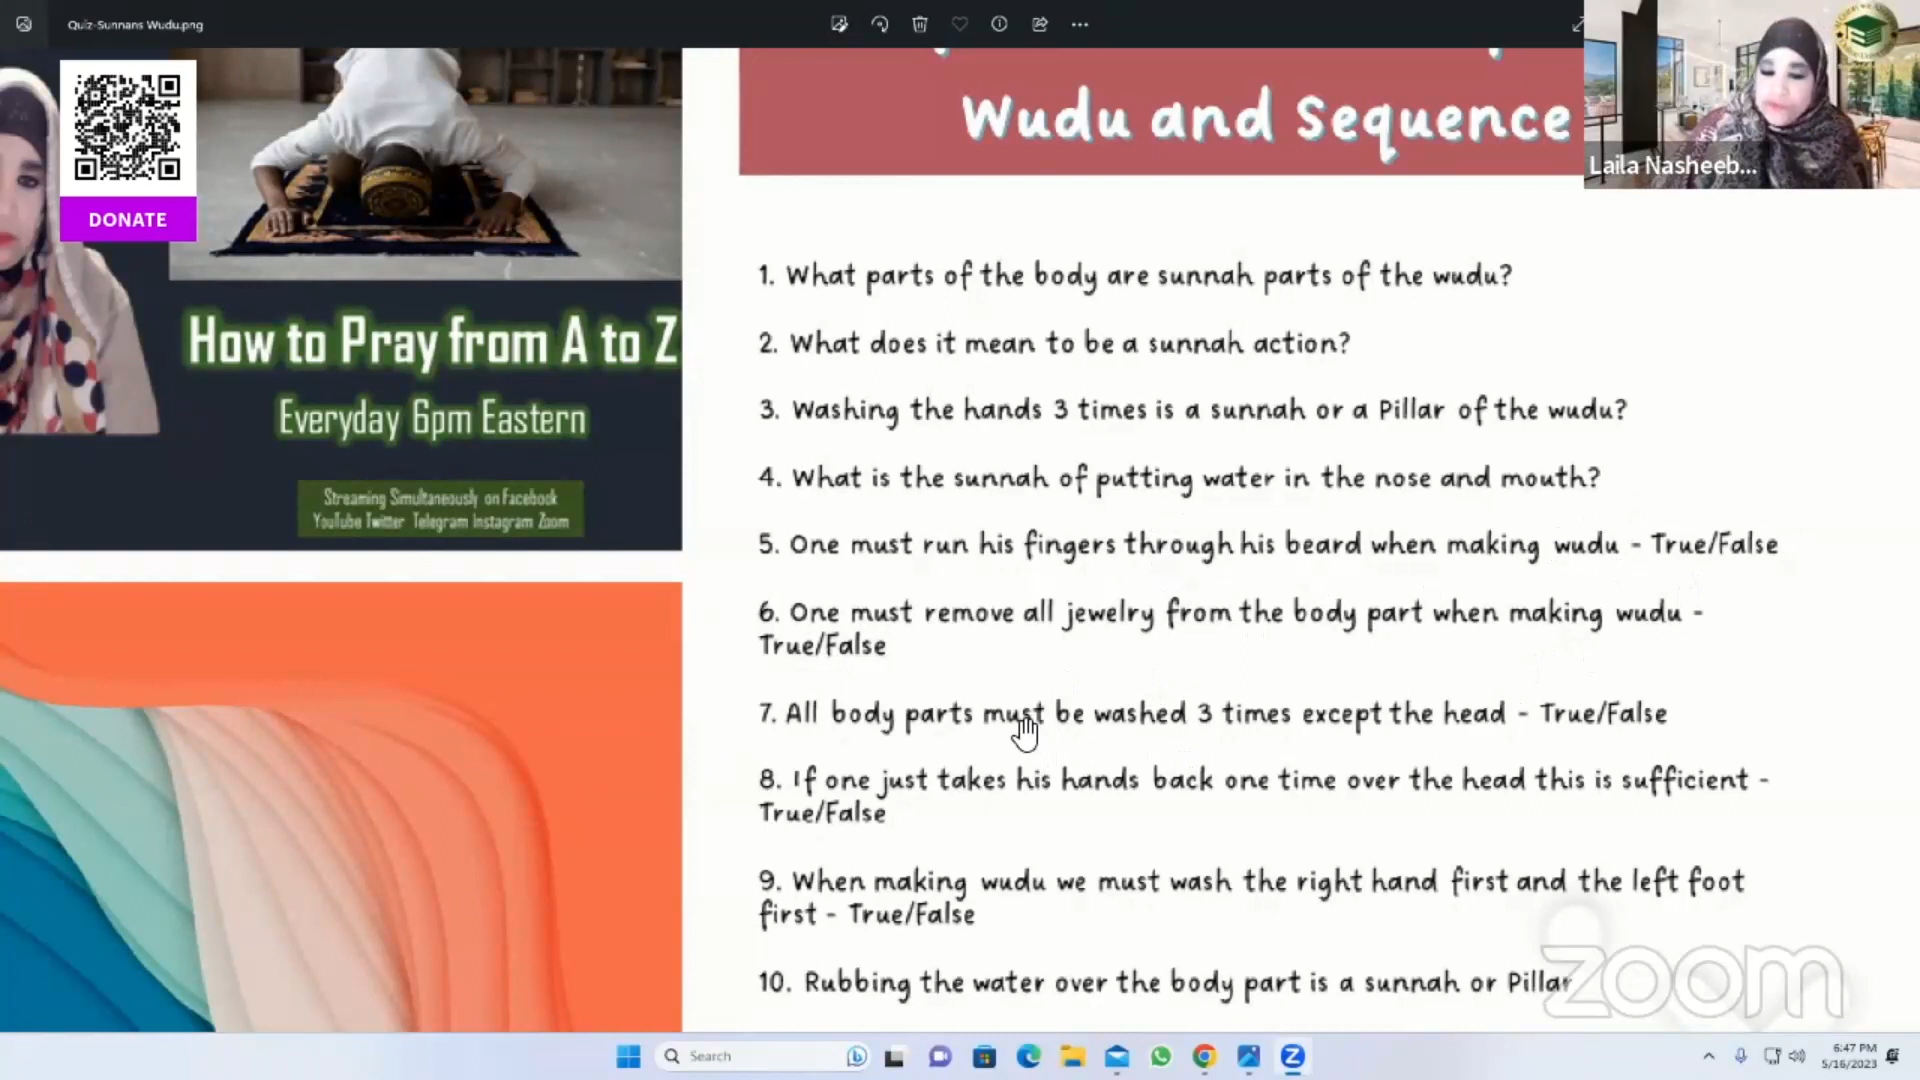 Quiz-Sunnans Wudu.png
DONATE
How to Pray from A to Z
Everyday 6pm Eastern
Streaming Simultaneously on Facebook
YouTube Twitter Telegram Instagram Zoom
Wudu and Sequence
Laila Nasheeb...
1. What parts of the body are sunnah parts of the wudu?
2. What does it mean to be a sunnah action?
3. Washing the hands 3 times is a sunnah or a Pillar of the wudu?
4. What is the sunnah of putting water in the nose and mouth?
5. One must run his fingers through his beard when making wudu - True/False
6. One must remove all jewelry from the body part when making wudu -
True/False
7. All body parts must be washed 3 times except the head - True/False
8. If one just takes his hands back one time over the head this is sufficient -
True/False
9. When making wudu we must wash the right hand first and the left foot
first - True/False
10. Rubbing the water over the body part is a sunnah or Pillar
zoom
Search
6:47 PM
5/16/2023